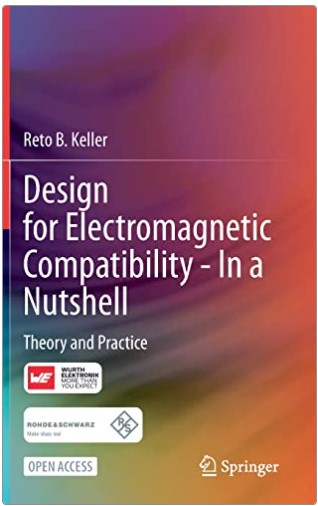 Reto B. Keller
Design
for Electromagnetic
Compatibility - In a
Nutshell
Theory and Practice
WE
WURTH
ELEKTRONIK
MORE THAN
YOU EXPECT
ROHDE & SCHWARZ
Make ideas real
R S
OPEN ACCESS
Springer